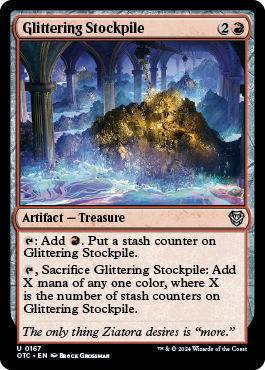 Glittering Stockpile 2
Artifact — Treasure
: Add . Put a stash counter on
Glittering Stockpile.
, Sacrifice Glittering Stockpile: Add
X mana of any one color, where X
is the number of stash counters on
Glittering Stockpile.
The only thing Ziatora desires is “more.”
U 0167
OTC • EN Brock Grossman
™ & © 2024 Wizards of the Coast